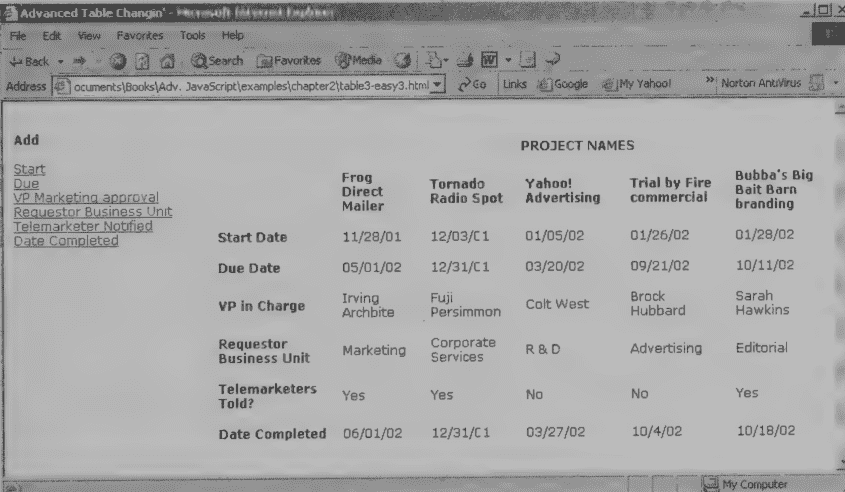 Advanced Table Changin' - Microsoft Internet Explorer
File Edit View Favorites Tools Help
Back Search Favorites Media
Address ocuments\Books\Adv. JavaScript\examples\chapter2\table3-easy3.html Go Links Google My Yahoo! » Norton AntiVirus
Add
Start
Due
VP Marketing approval
Requestor Business Unit
Telemarketer Notified
Date Completed
PROJECT NAMES
Frog Direct Mailer Tornado Radio Spot Yahoo! Advertising Trial by Fire commercial Bubba's Big Bait Barn branding
Start Date 11/28/01 12/03/01 01/05/02 01/26/02 01/28/02
Due Date 05/01/02 12/31/01 03/20/02 09/21/02 10/11/02
VP in Charge Irving Archbite Fuji Persimmon Colt West Brock Hubbard Sarah Hawkins
Requestor Business Unit Marketing Corporate Services R & D Advertising Editorial
Telemarketers Told? Yes Yes No No Yes
Date Completed 06/01/02 12/31/01 03/27/02 10/4/02 10/18/02
My Computer